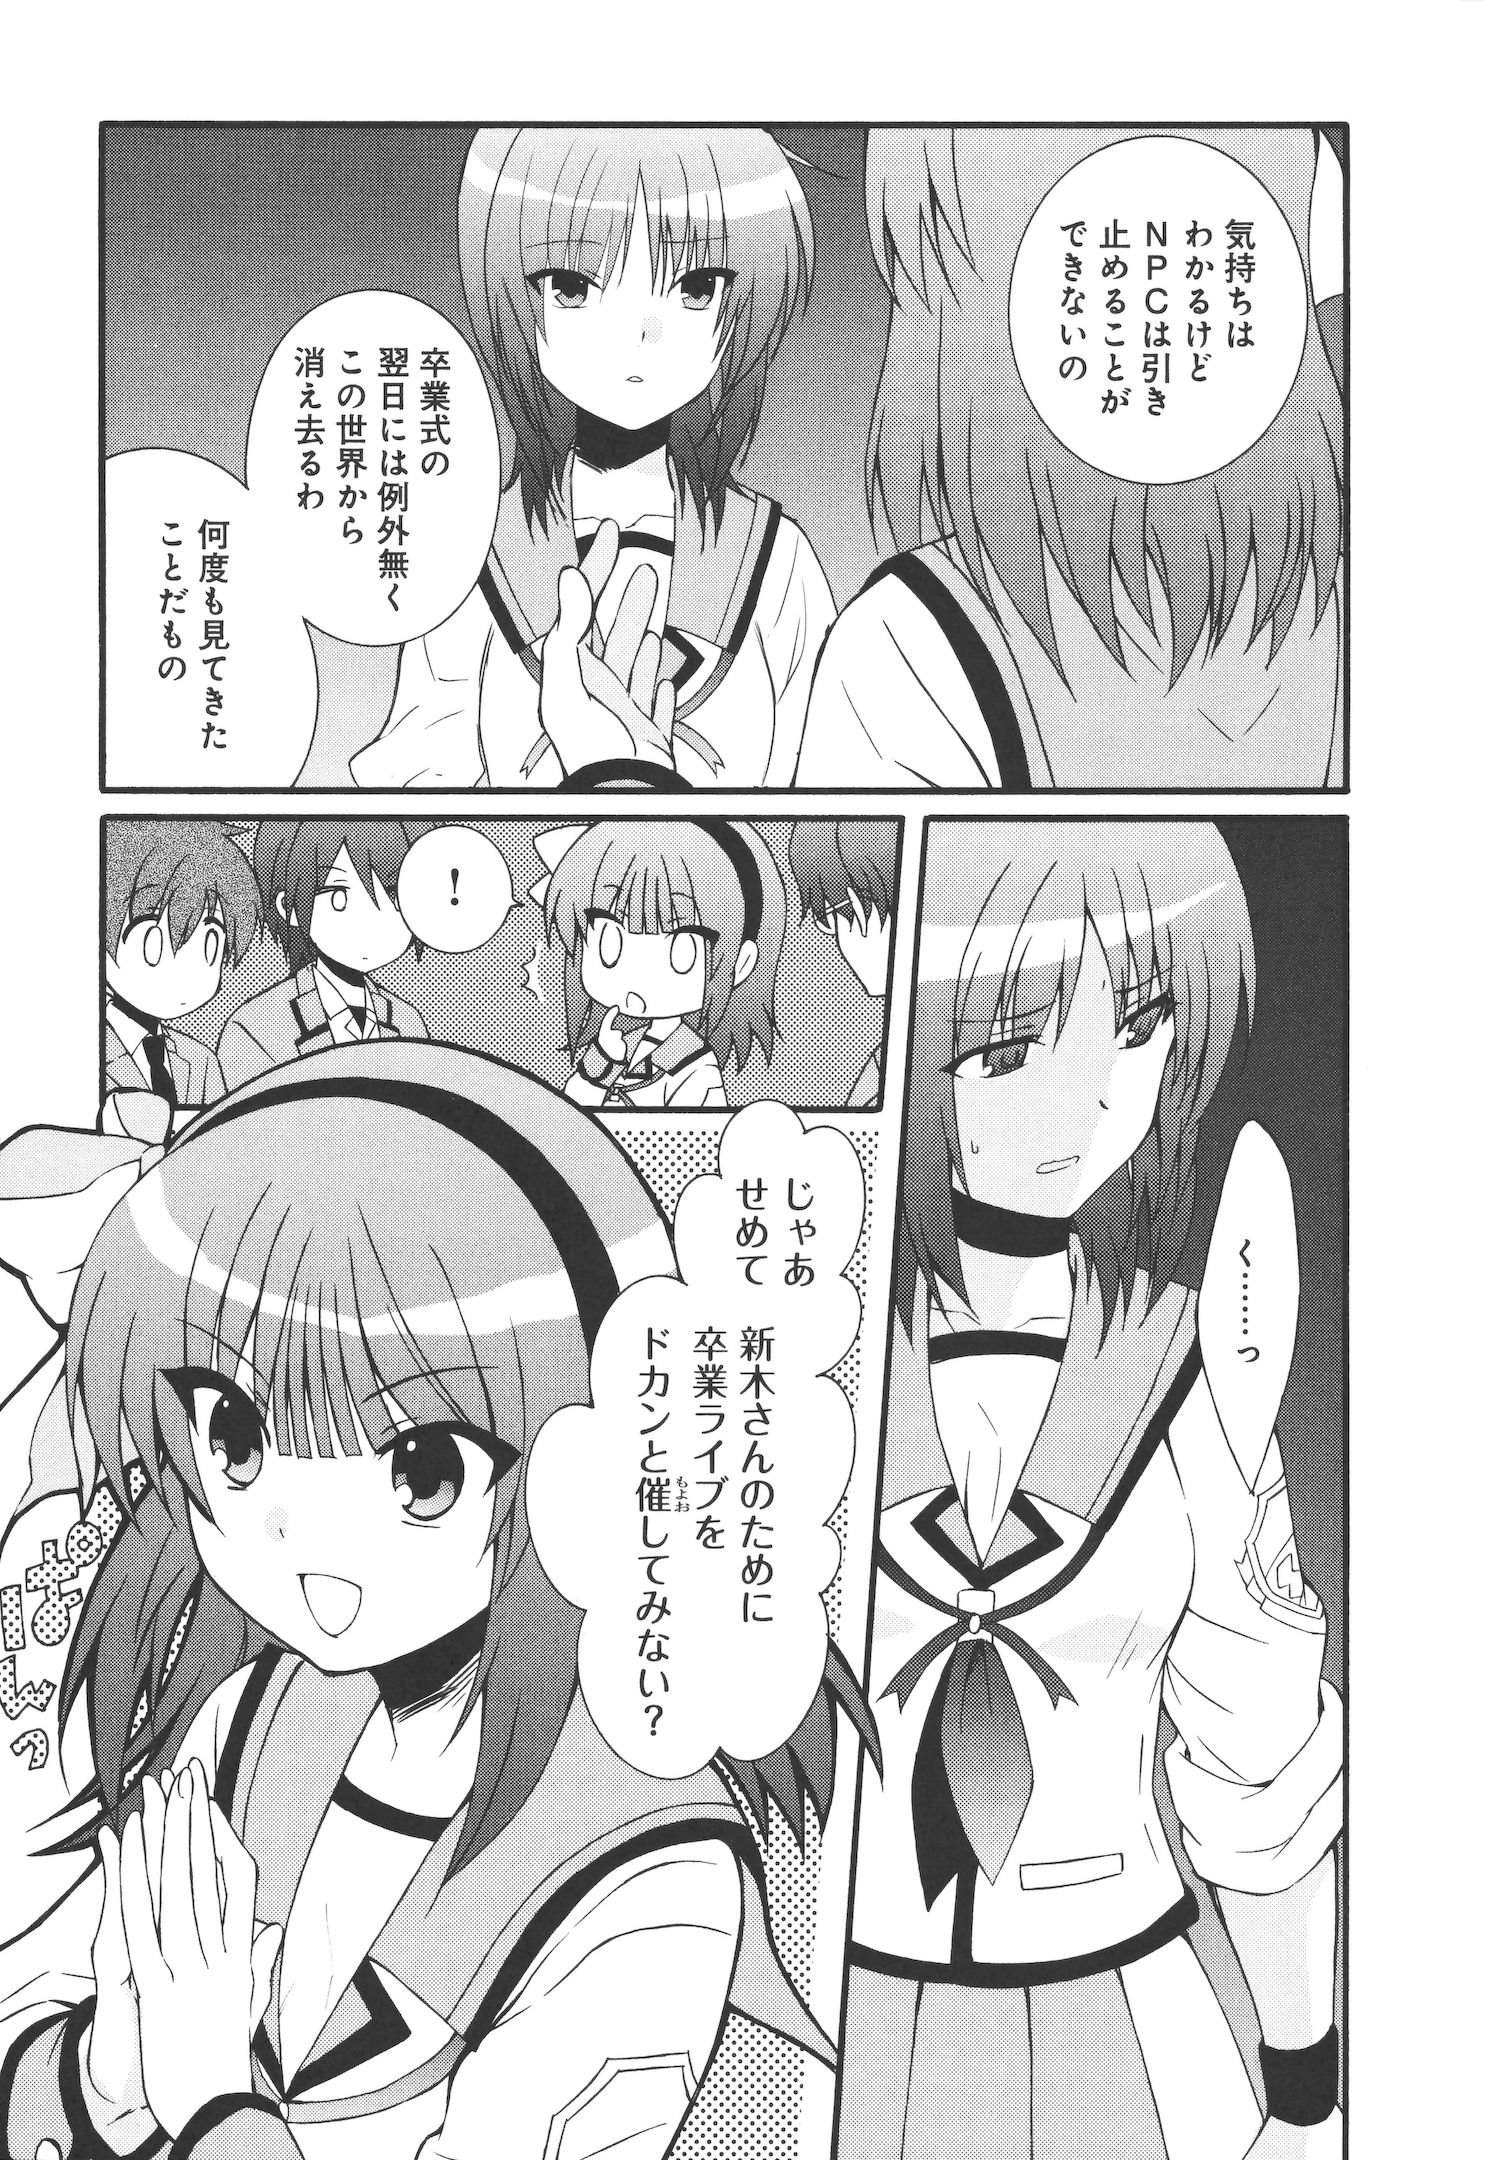 気持ちは
わかるけど
NPCは引き
止めることが
できないの
卒業式の
翌日には例外無く
この世界から
消え去るわ
何度も見てきた
ことだもの
く……っ
！
じゃあ
せめて
新木さんのために
卒業ライブを
ドカンと催してみない？
もよお
ぱんっ